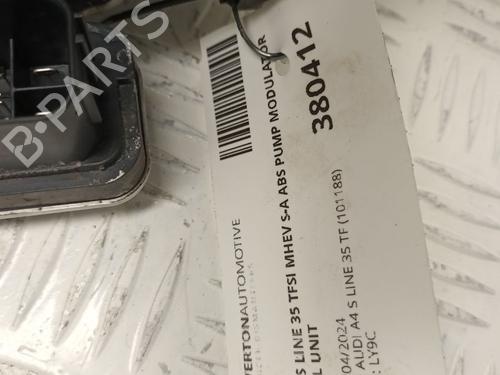 B-PARTS
VERTONAUTOMOTIVE
S LINE 35 TFSI MHEV S-A ABS PUMP MODULATOR
L UNIT
380412
04/2024
AUDI A4 S LINE 35 TF (101188)
: LY9C